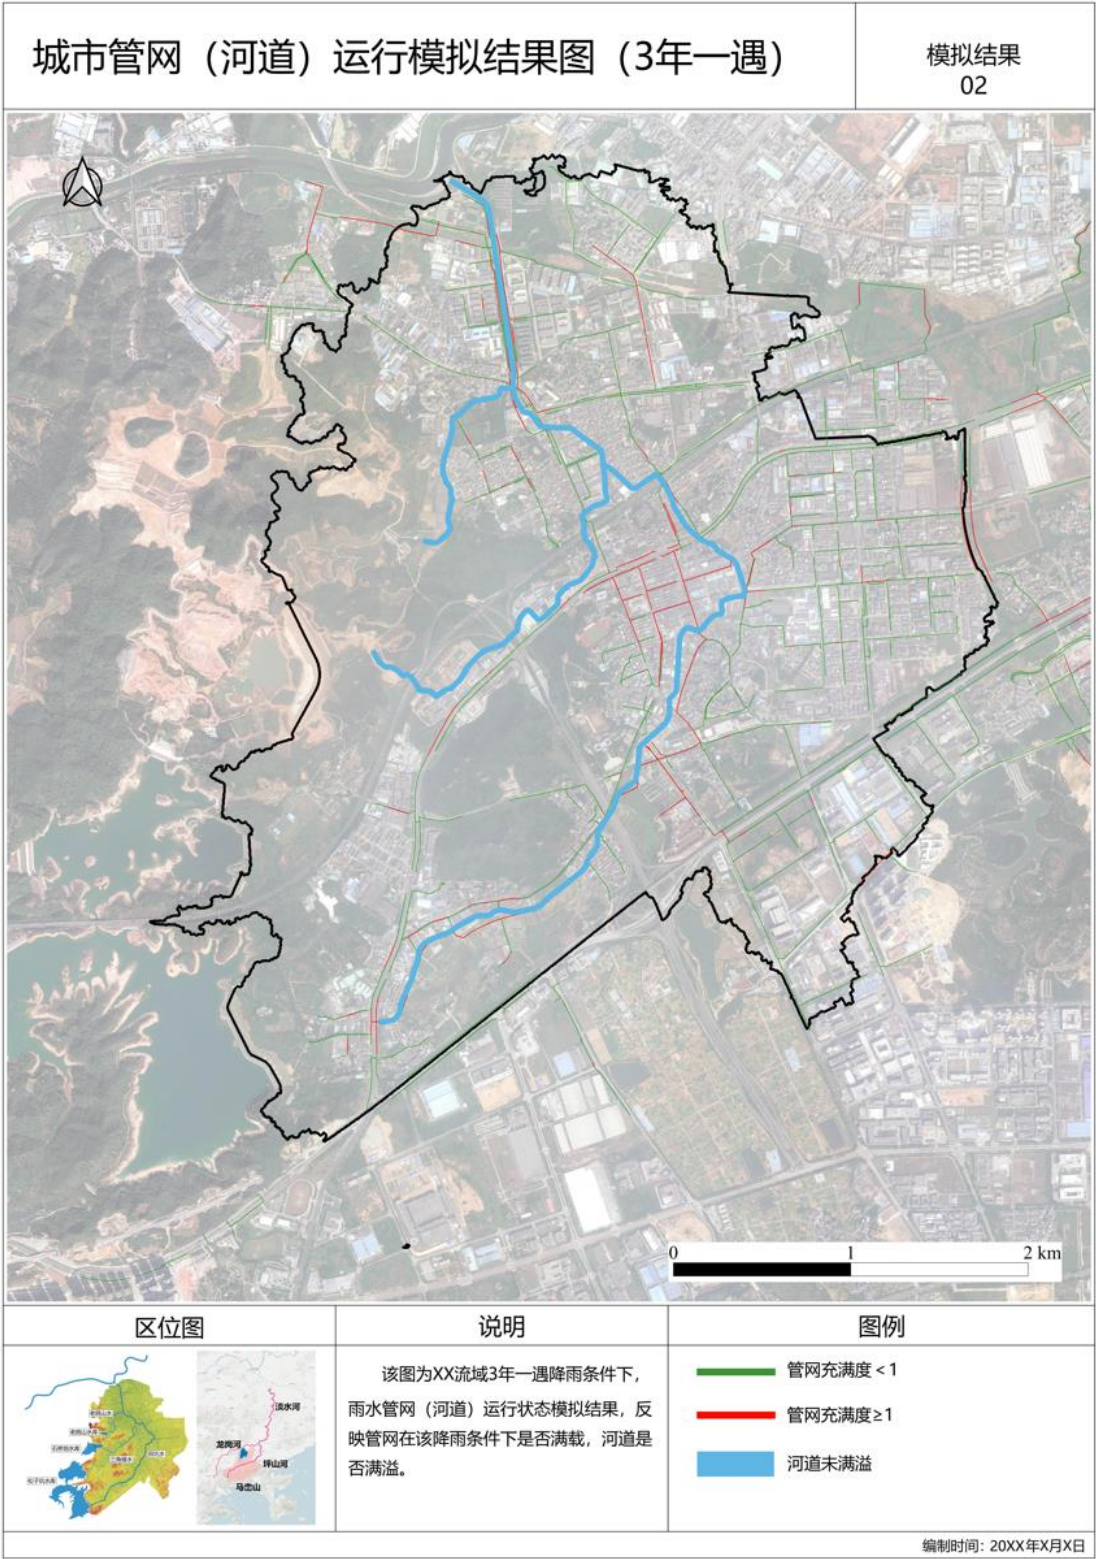 城市管网（河道）运行模拟结果图（3年一遇）
模拟结果
02
0 1 2 km
区位图
说明
图例
淡水河
龙岗河
坪山河
马峦山
该图为XX流域3年一遇降雨条件下，
雨水管网（河道）运行状态模拟结果，反
映管网在该降雨条件下是否满载，河道是
否满溢。
管网充满度＜1
管网充满度≥1
河道未满溢
编制时间：20XX年X月X日